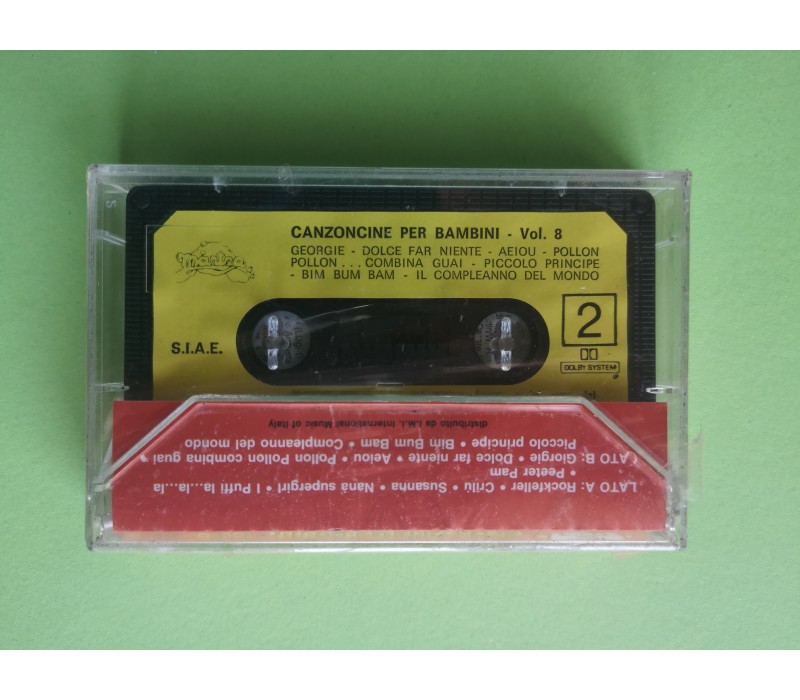 CANZONCINE PER BAMBINI - Vol. 8
GEORGIE - DOLCE FAR NIENTE - AEIOU - POLLON
POLLON . . . COMBINA GUAI - PICCOLO PRINCIPE
- BIM BUM BAM - IL COMPLEANNO DEL MONDO
S.I.A.E.
2
DOLBY SYSTEM
LATO A: Rockfeller • Crilù • Susanna • Nanà supergirl • I Puffi la...la...la
• Peeter Pam
LATO B: Giorgie • Dolce far niente • Aeiou • Pollon Pollon combina guai •
Piccolo principe • Bim Bum Bam • Compleanno del mondo
distribuito da I.M.I. International Music of Italy